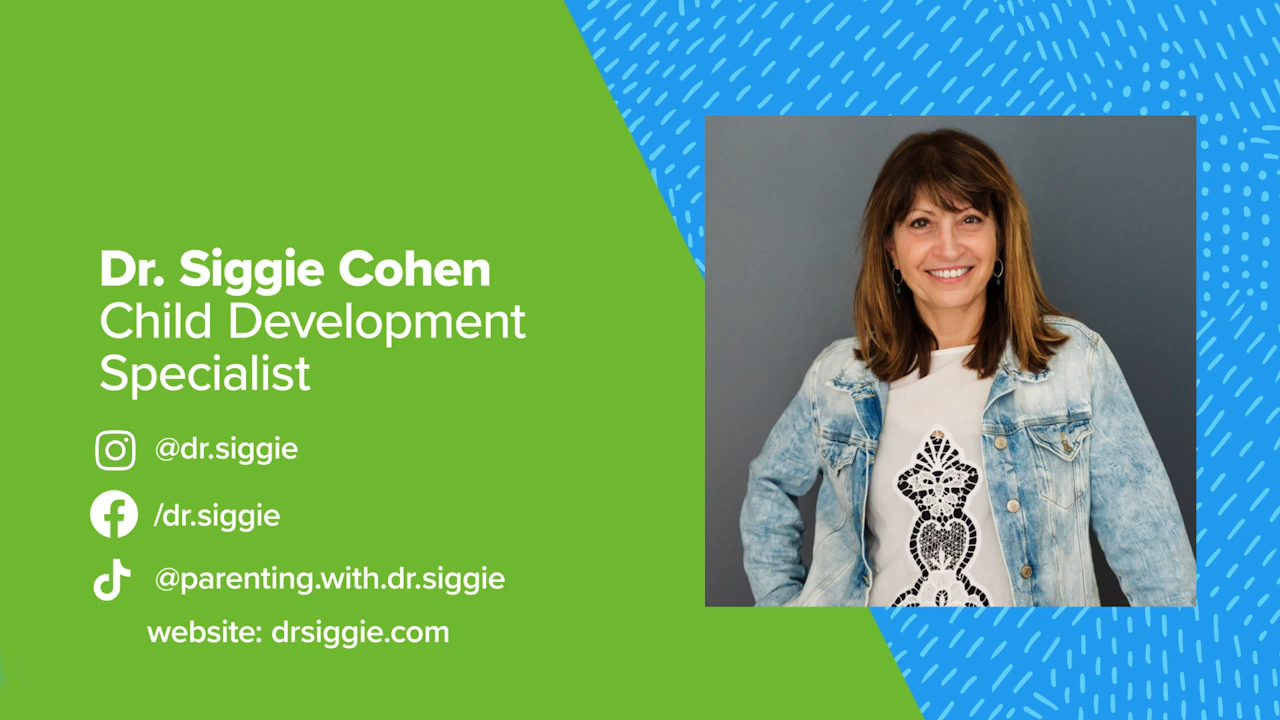 Dr. Siggie Cohen
Child Development
Specialist
@dr.siggie
/dr.siggie
@parenting.with.dr.siggie
website: drsiggie.com